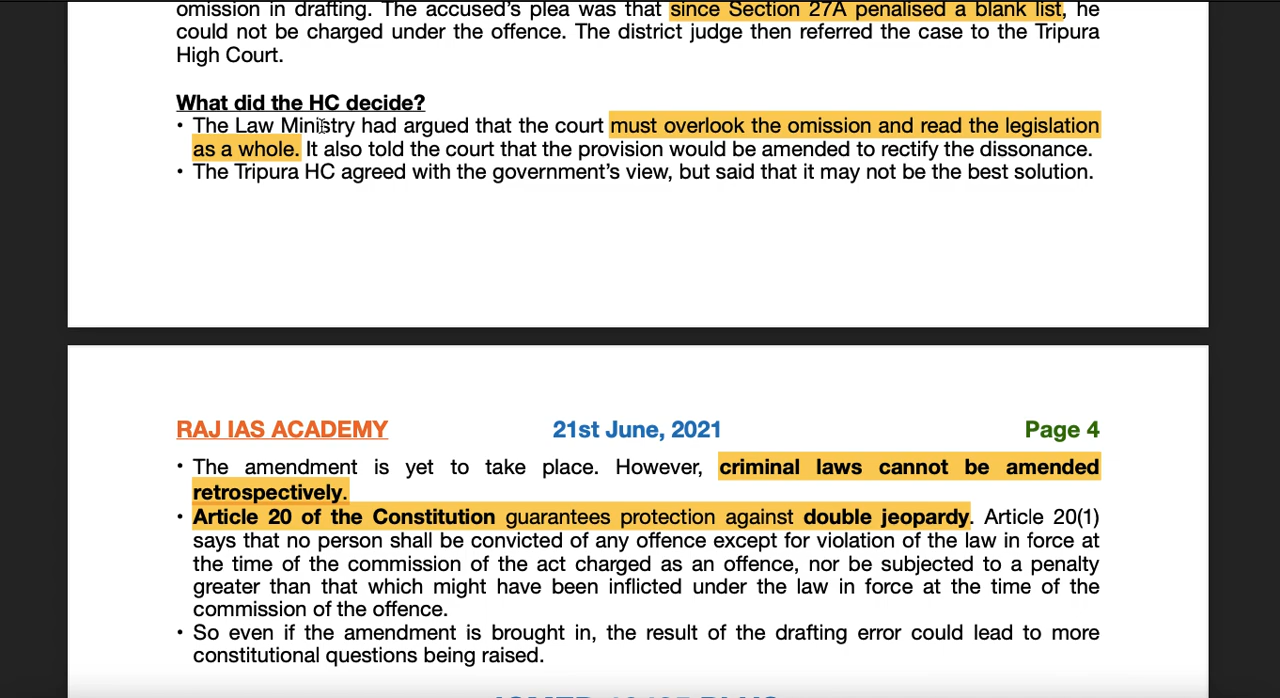 omission in drafting. The accused's plea was that since Section 27A penalised a blank list, he
could not be charged under the offence. The district judge then referred the case to the Tripura
High Court.
What did the HC decide?
• The Law Ministry had argued that the court must overlook the omission and read the legislation
as a whole. It also told the court that the provision would be amended to rectify the dissonance.
• The Tripura HC agreed with the government's view, but said that it may not be the best solution.
RAJ IAS ACADEMY 21st June, 2021 Page 4
• The amendment is yet to take place. However, criminal laws cannot be amended
retrospectively.
• Article 20 of the Constitution guarantees protection against double jeopardy. Article 20(1)
says that no person shall be convicted of any offence except for violation of the law in force at
the time of the commission of the act charged as an offence, nor be subjected to a penalty
greater than that which might have been inflicted under the law in force at the time of the
commission of the offence.
• So even if the amendment is brought in, the result of the drafting error could lead to more
constitutional questions being raised.